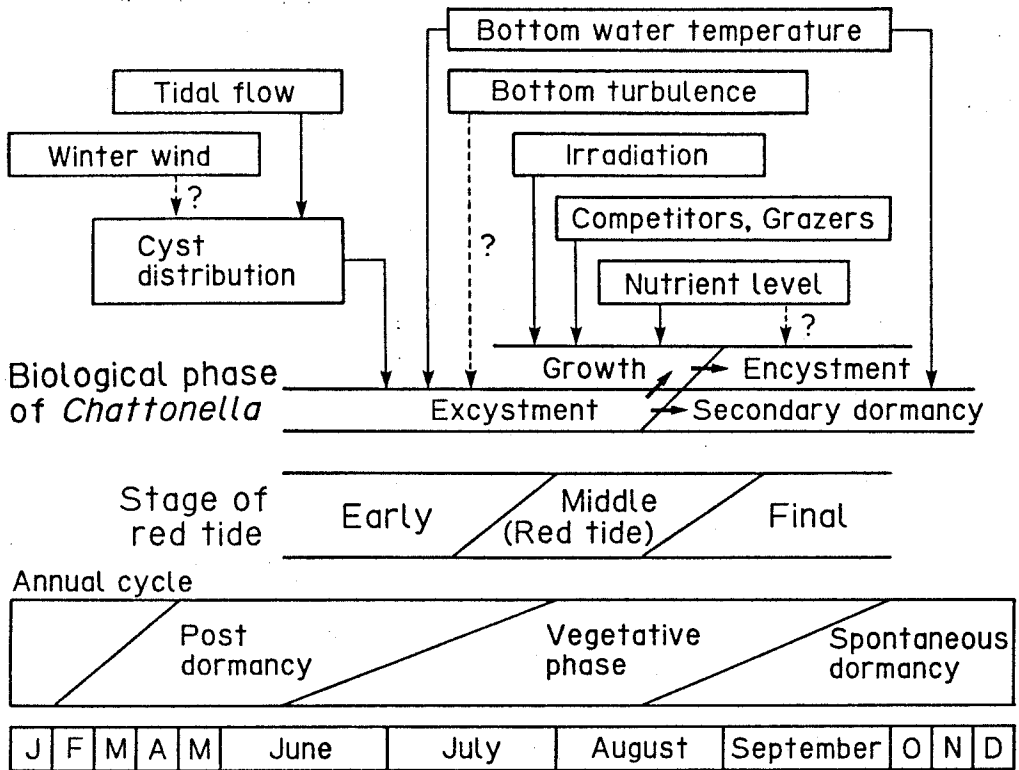 Bottom water temperature
Tidal flow
Bottom turbulence
Winter wind
Irradiation
?
Competitors, Grazers
Cyst
distribution
?
Nutrient level
?
Biological phase
of Chattonella
Growth
Encystment
Excystment
Secondary dormancy
Stage of
red tide
Early
Middle
(Red tide)
Final
Annual cycle
Post
dormancy
Vegetative
phase
Spontaneous
dormancy
J F M A M June July August September O N D